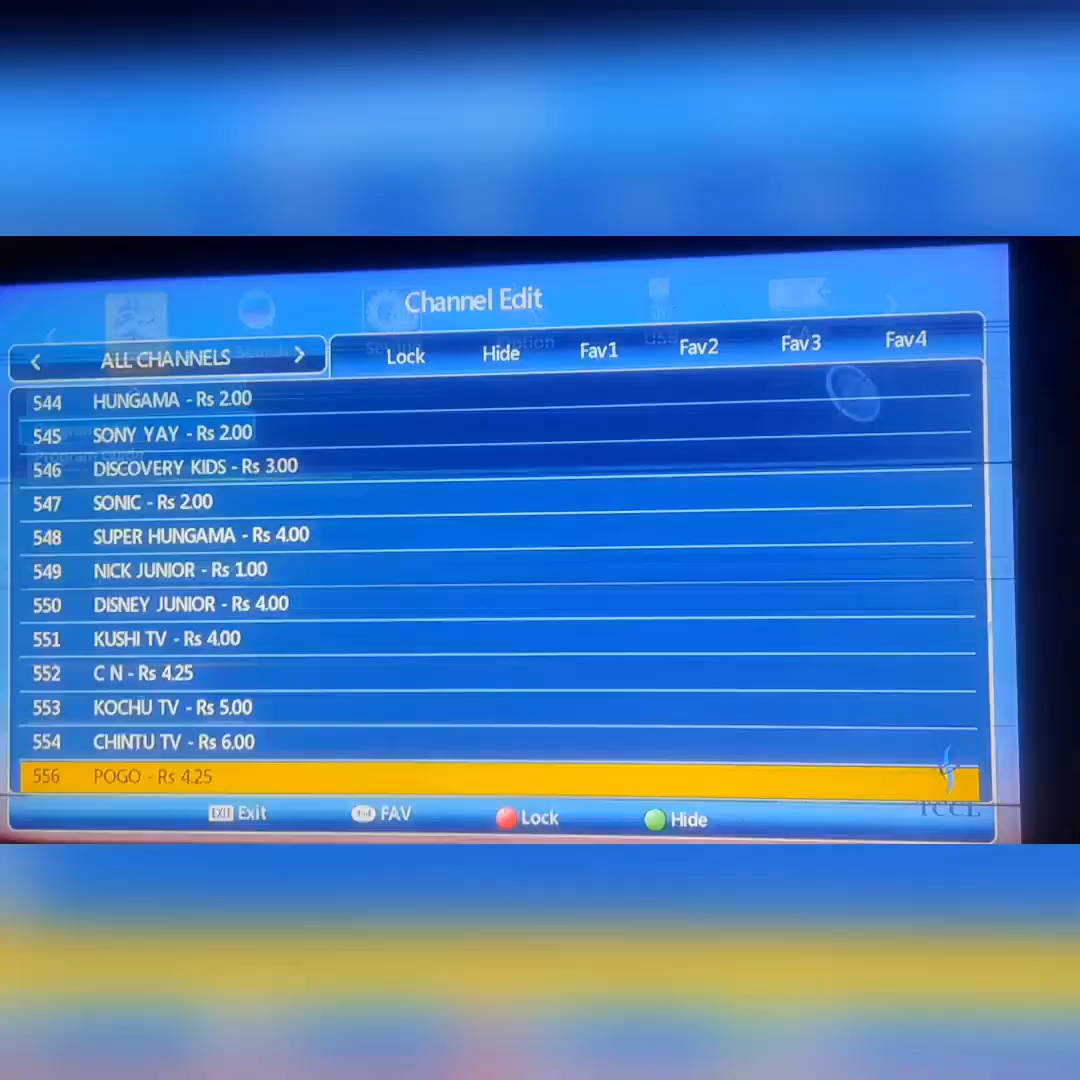 Channel Edit
ALL CHANNELS
Lock Hide Fav1 Fav2 Fav3 Fav4
544 HUNGAMA - Rs 2.00
545 SONY YAY - Rs 2.00
546 DISCOVERY KIDS - Rs 3.00
547 SONIC - Rs 2.00
548 SUPER HUNGAMA - Rs 4.00
549 NICK JUNIOR - Rs 1.00
550 DISNEY JUNIOR - Rs 4.00
551 KUSHI TV - Rs 4.00
552 C N - Rs 4.25
553 KOCHU TV - Rs 5.00
554 CHINTU TV - Rs 6.00
556 POGO - Rs 4.25
TCCL
EXIT Exit FAV Lock Hide